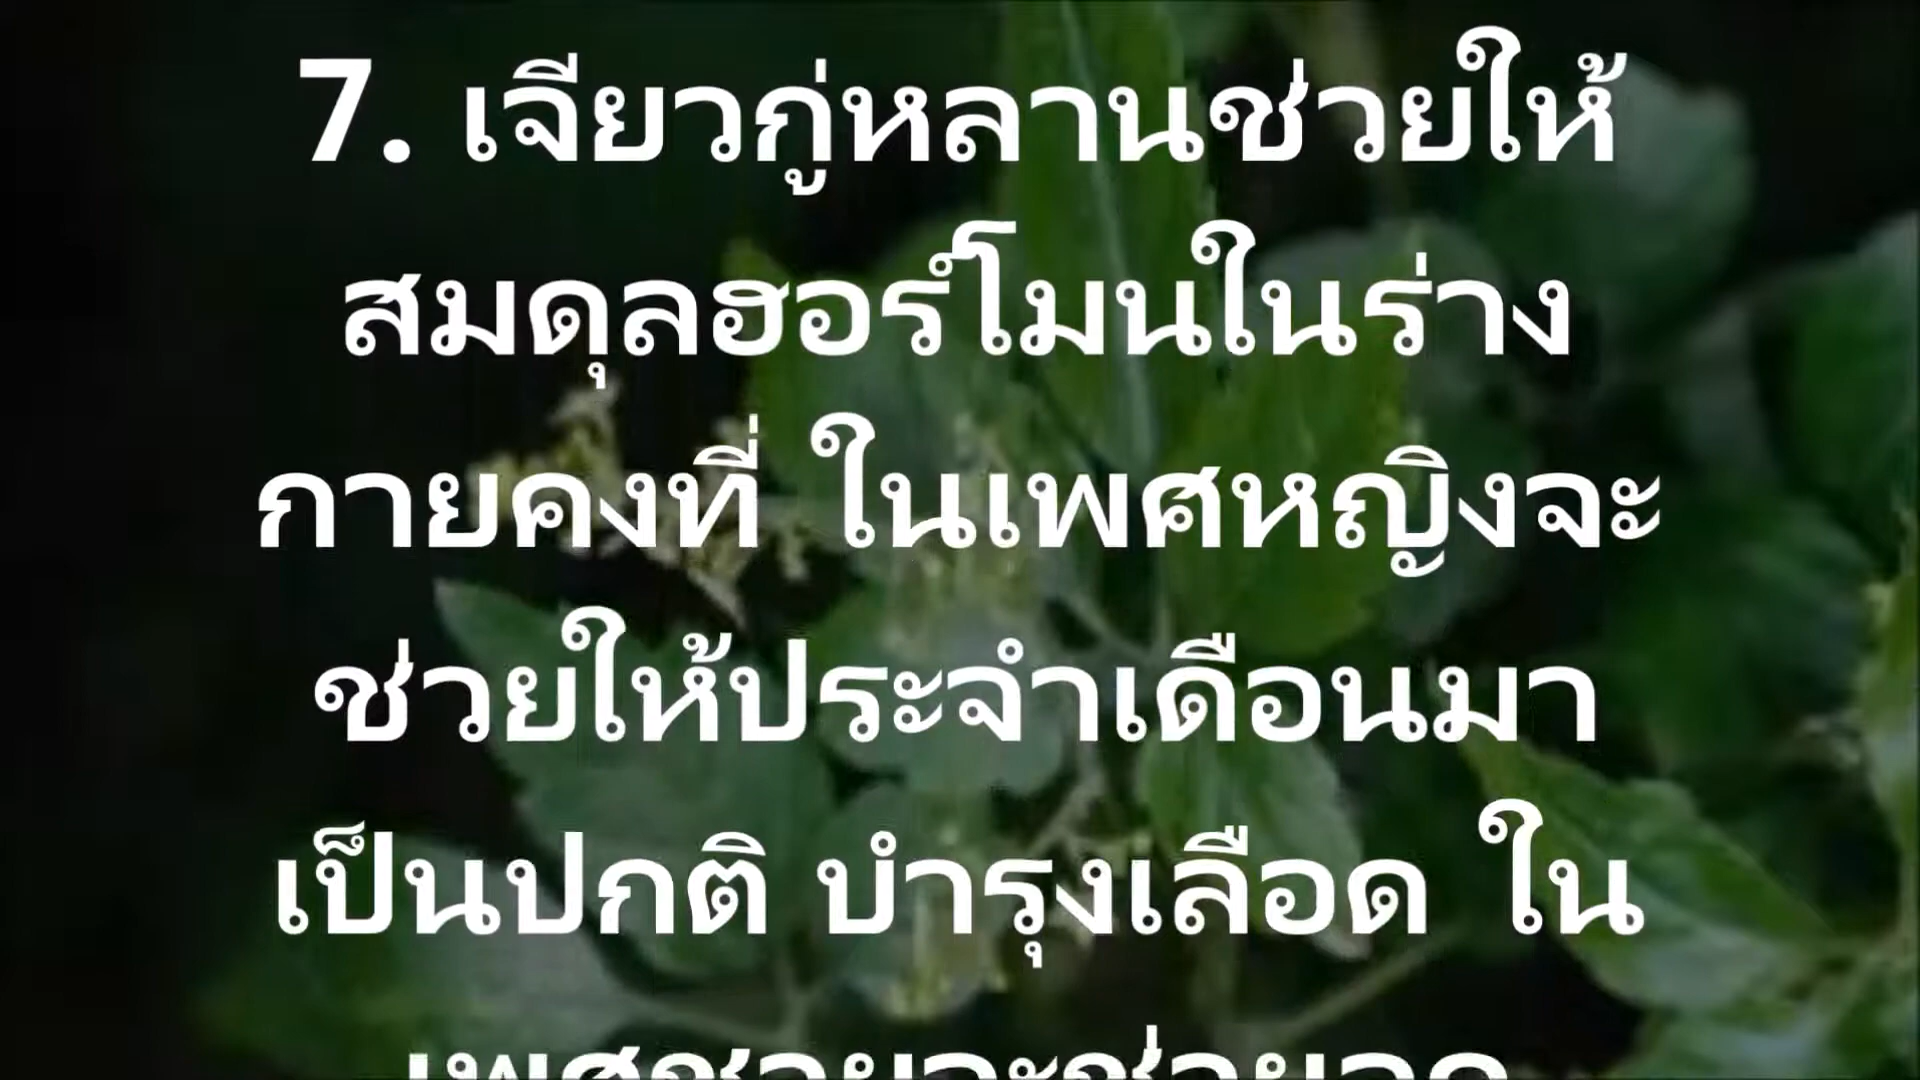 7. เจียวกู่หลานช่วยให้
สมดุลฮอร์โมนในร่าง
กายคงที่ ในเพศหญิงจะ
ช่วยให้ประจำเดือนมา
เป็นปกติ บำรุงเลือด ใน